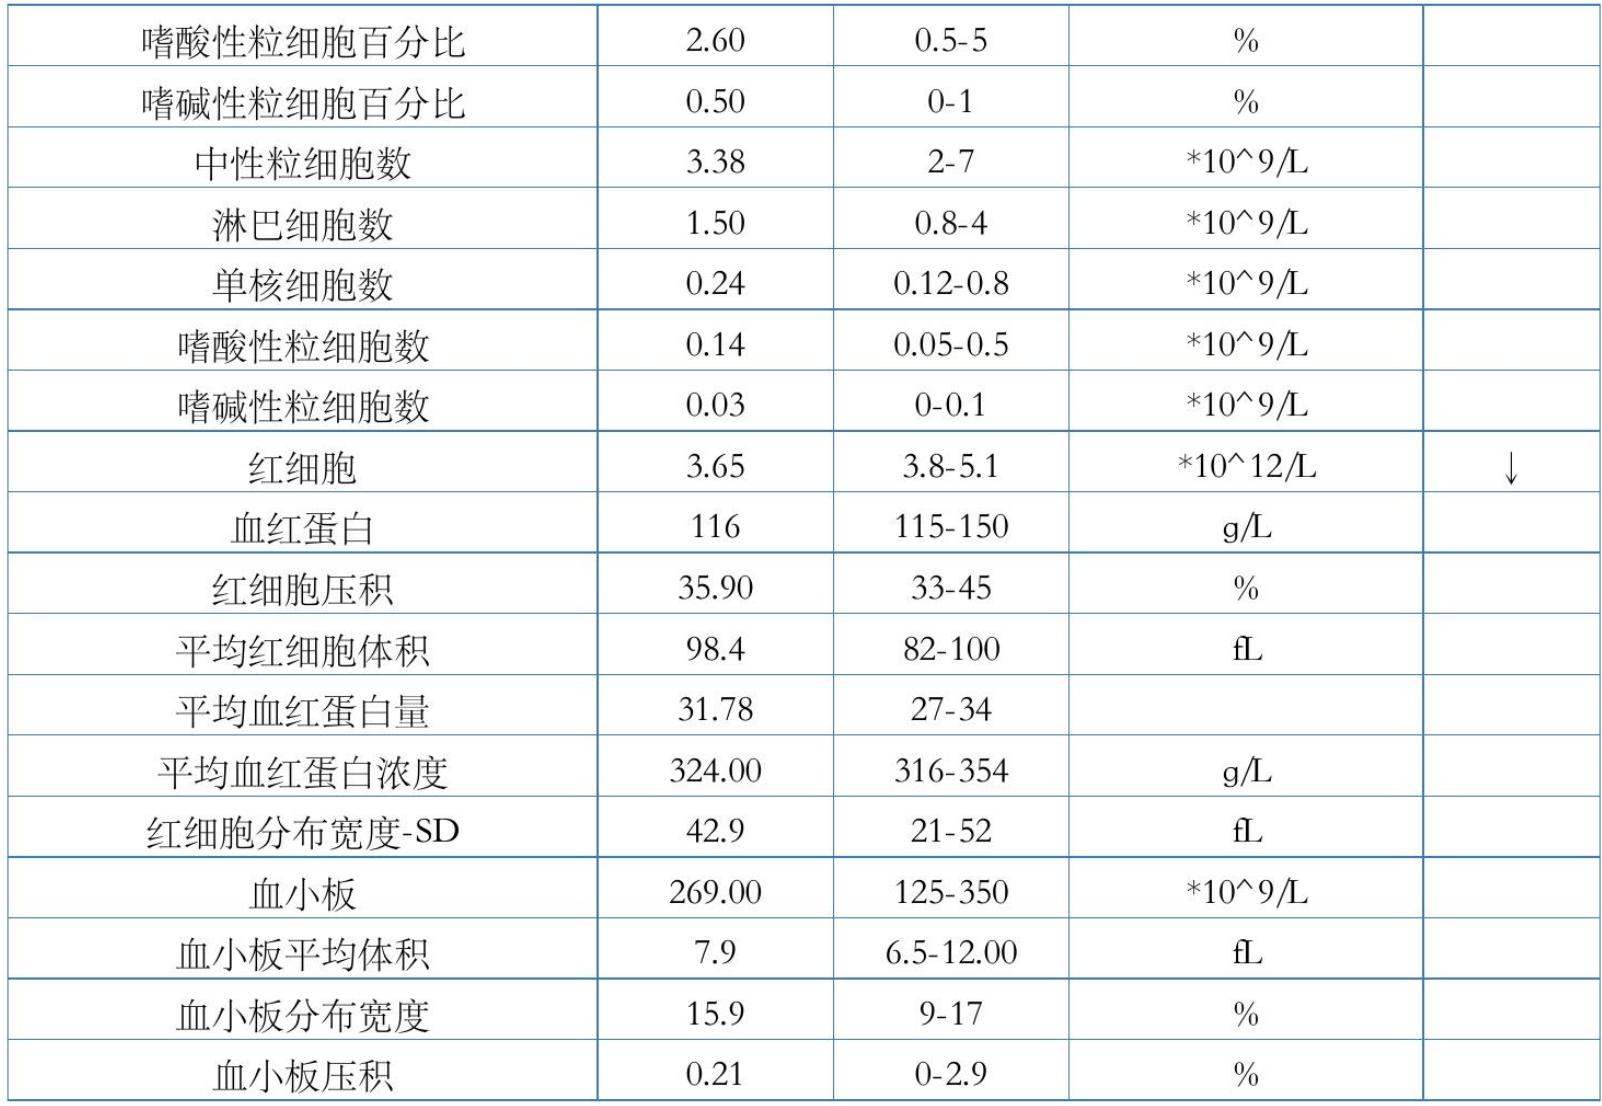 嗜酸性粒细胞百分比 2.60 0.5-5 %
嗜碱性粒细胞百分比 0.50 0-1 %
中性粒细胞数 3.38 2-7 *10^9/L
淋巴细胞数 1.50 0.8-4 *10^9/L
单核细胞数 0.24 0.12-0.8 *10^9/L
嗜酸性粒细胞数 0.14 0.05-0.5 *10^9/L
嗜碱性粒细胞数 0.03 0-0.1 *10^9/L
红细胞 3.65 3.8-5.1 *10^12/L ↓
血红蛋白 116 115-150 g/L
红细胞压积 35.90 33-45 %
平均红细胞体积 98.4 82-100 fL
平均血红蛋白量 31.78 27-34
平均血红蛋白浓度 324.00 316-354 g/L
红细胞分布宽度-SD 42.9 21-52 fL
血小板 269.00 125-350 *10^9/L
血小板平均体积 7.9 6.5-12.00 fL
血小板分布宽度 15.9 9-17 %
血小板压积 0.21 0-2.9 %